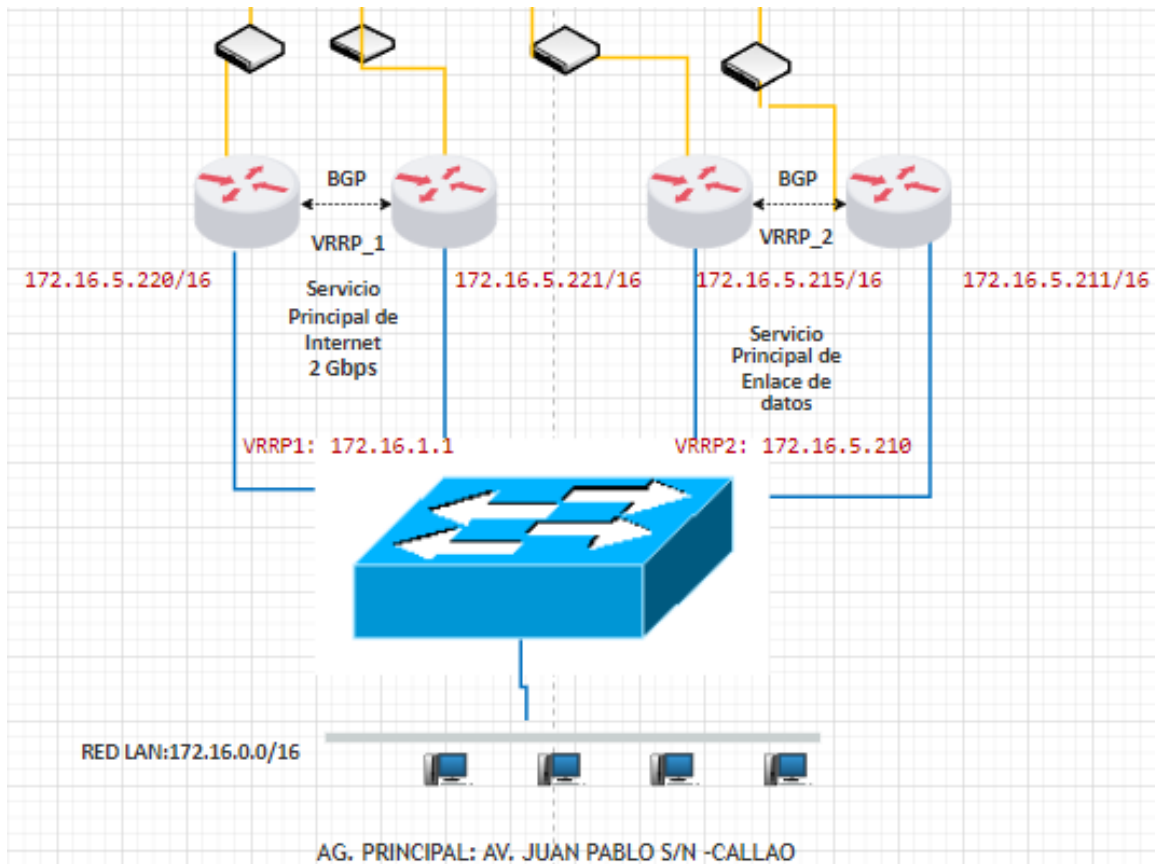 BGP
VRRP_1
BGP
VRRP_2
172.16.5.220/16
172.16.5.221/16
172.16.5.215/16
172.16.5.211/16
Servicio
Principal de
Internet
2 Gbps
Servicio
Principal de
Enlace de
datos
VRRP1: 172.16.1.1
VRRP2: 172.16.5.210
RED LAN:172.16.0.0/16
AG. PRINCIPAL: AV. JUAN PABLO S/N -CALLAO